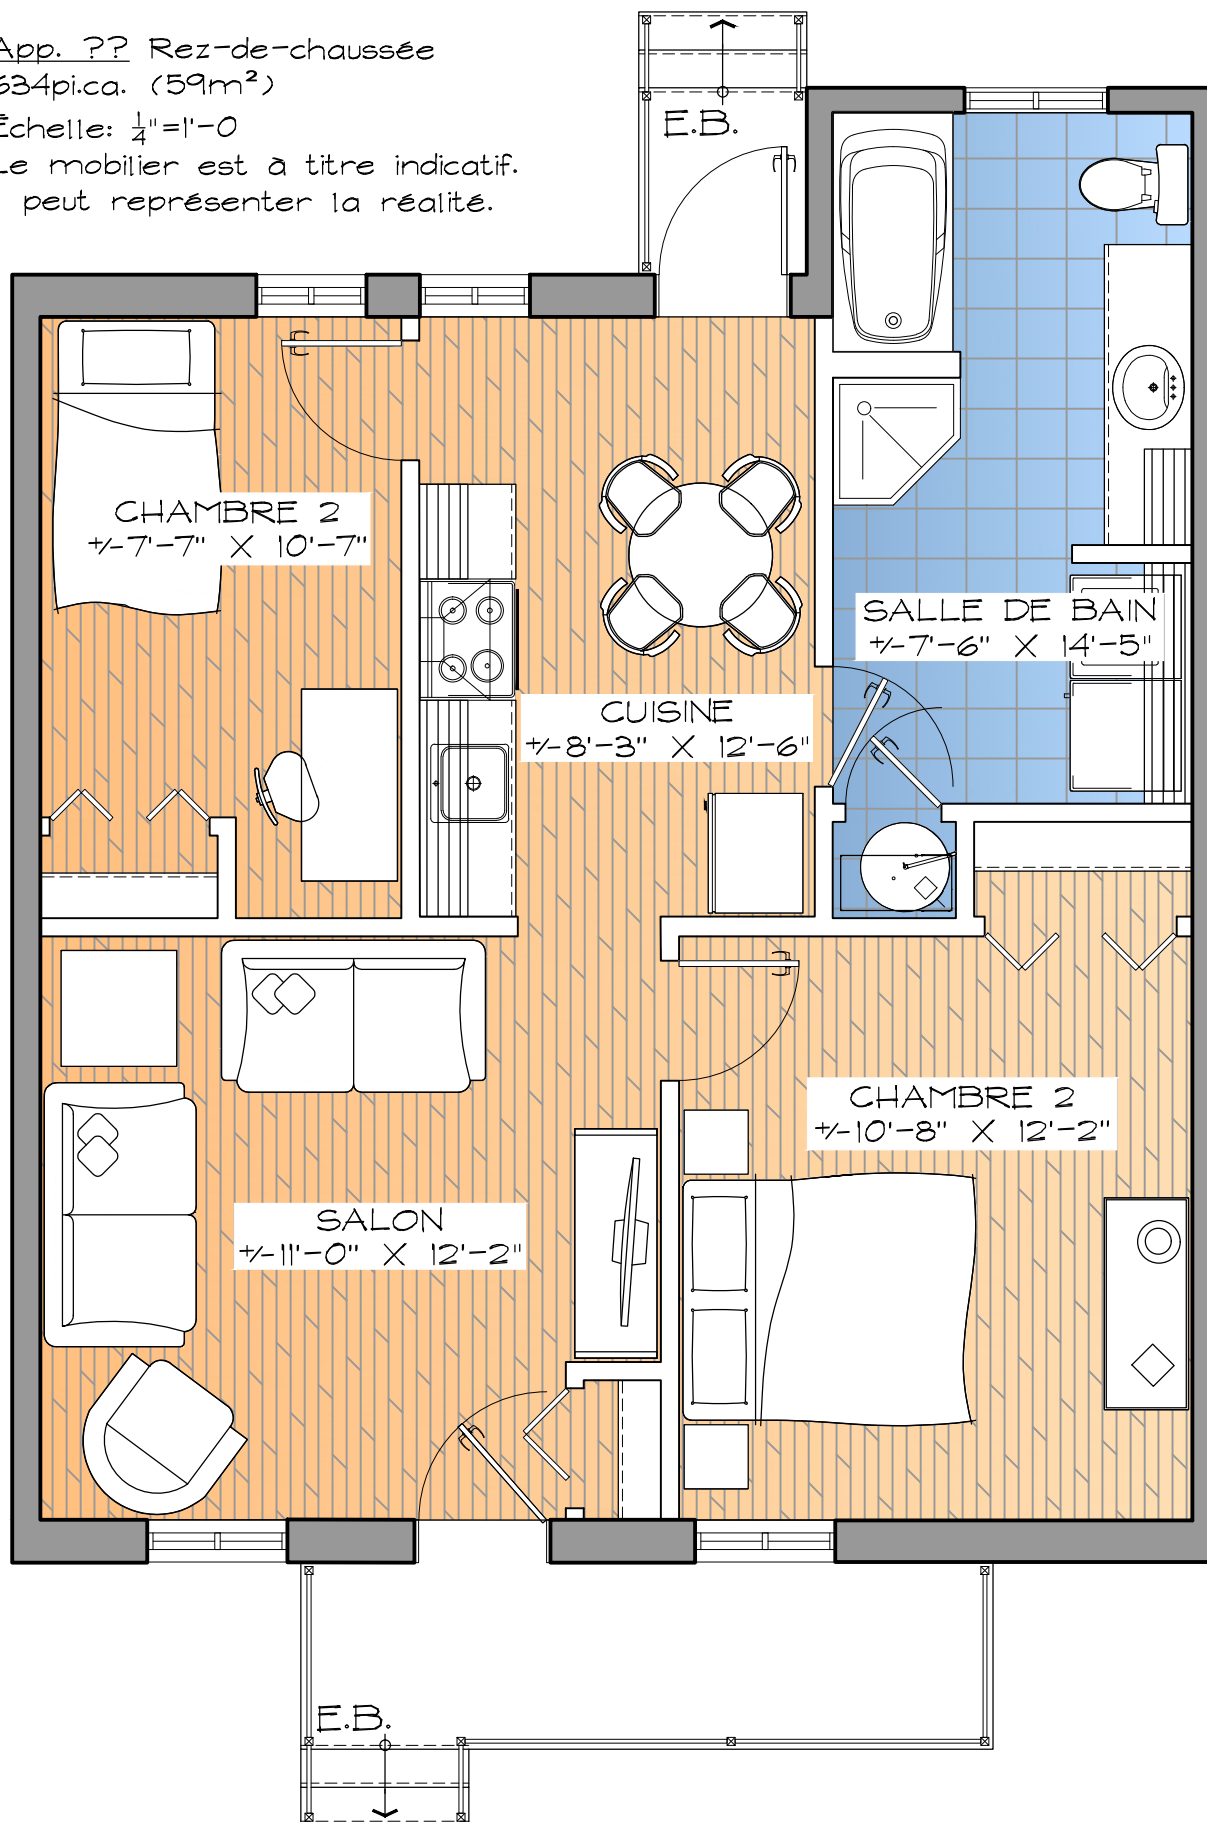 App. ?? Rez-de-chaussée
634pi.ca. (59m²)
Échelle: ¼"=1'-0
Le mobilier est à titre indicatif.
peut représenter la réalité.
E.B.
CHAMBRE 2
+/-7'-7" X 10'-7"
SALLE DE BAIN
+/-7'-6" X 14'-5"
CUISINE
+/-8'-3" X 12'-6"
CHAMBRE 2
+/-10'-8" X 12'-2"
SALON
+/-11'-0" X 12'-2"
E.B.